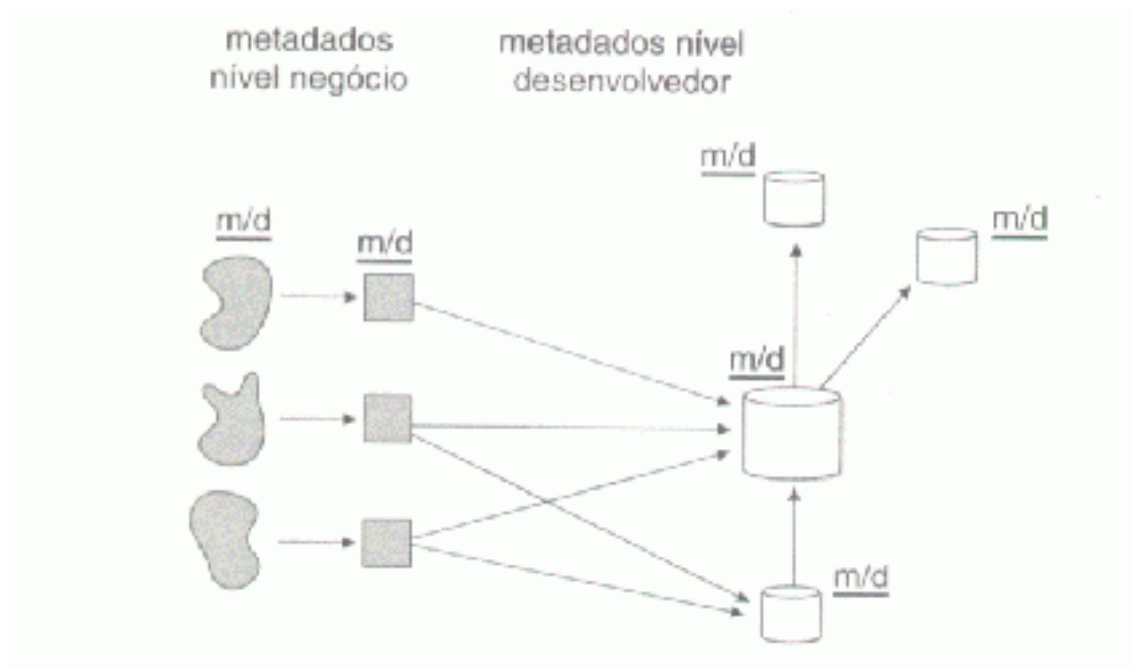 metadados
nível negócio
metadados nível
desenvolvedor
m/d
m/d
m/d
m/d
m/d
m/d